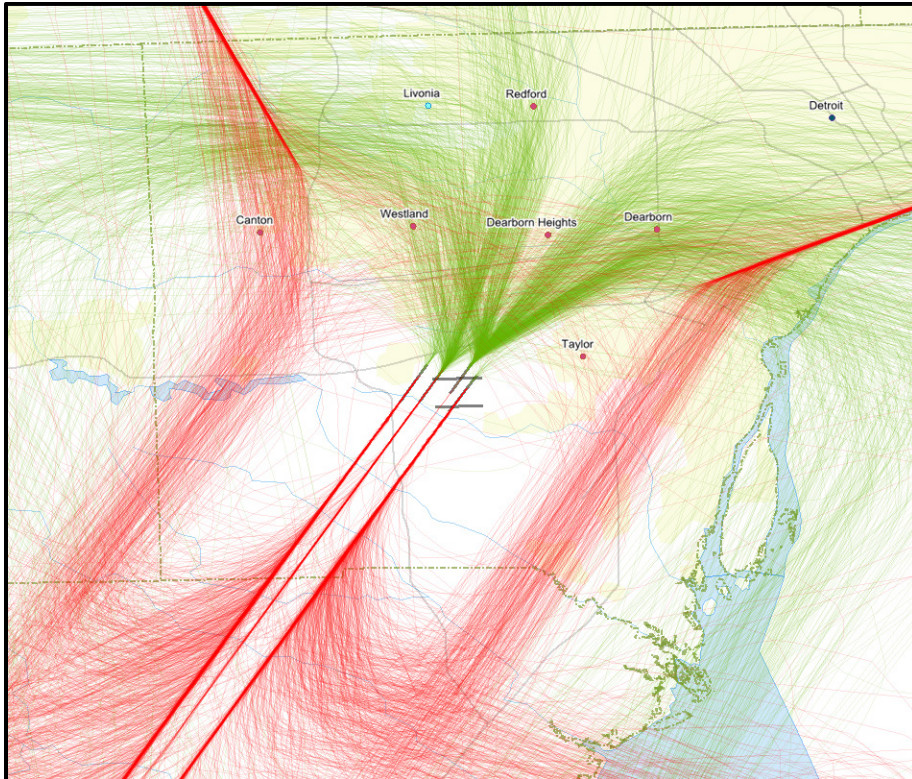 Livonia
Redford
Detroit
Canton
Westland
Dearborn Heights
Dearborn
Taylor